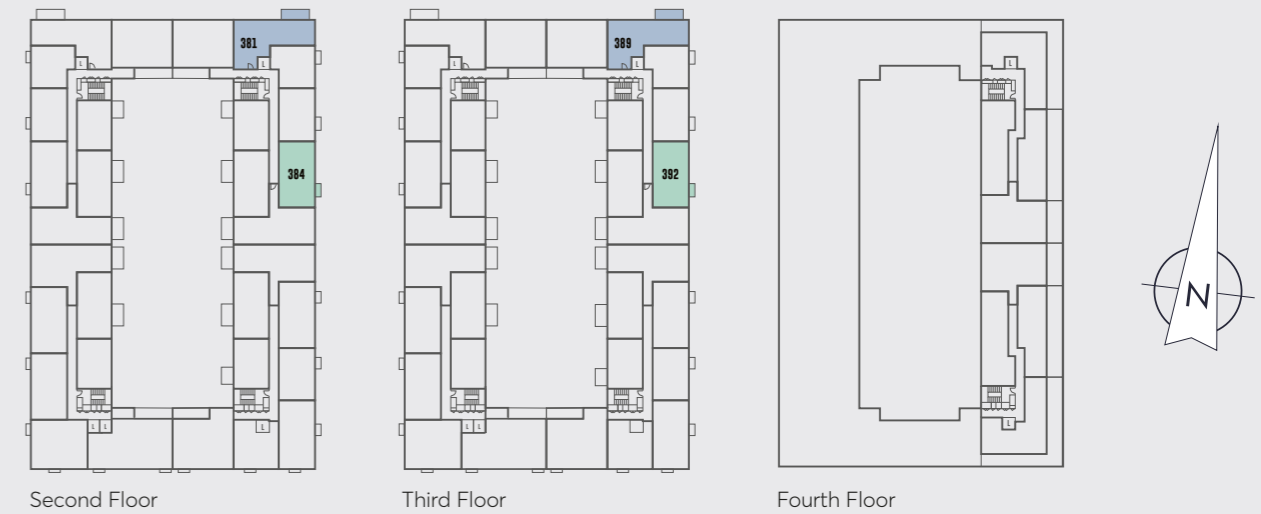 381
L
L
384
L L
L
Second Floor
389
L
L
392
L L
Third Floor
L
L
Fourth Floor
N